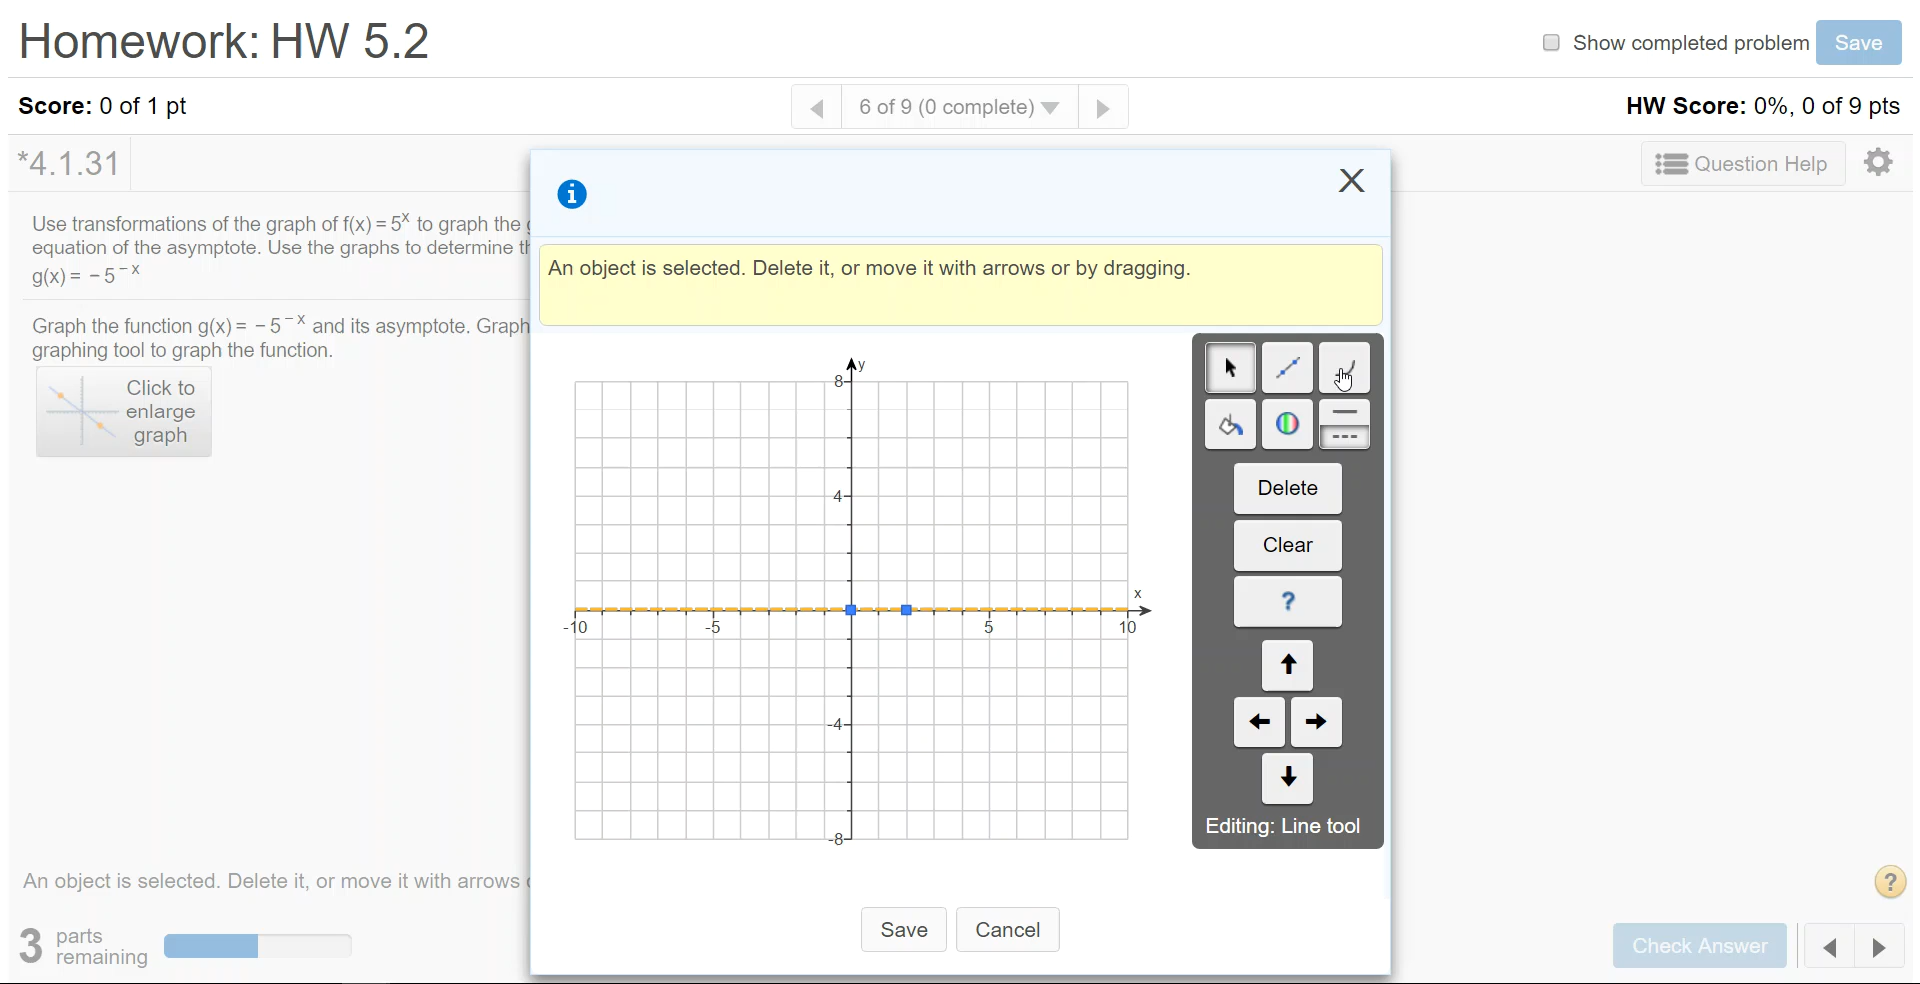 Homework: HW 5.2
Show completed problem
Save
Score: 0 of 1 pt
6 of 9 (0 complete)
HW Score: 0%, 0 of 9 pts
*4.1.31
Question Help
Use transformations of the graph of f(x) = 5^x to graph the
equation of the asymptote. Use the graphs to determine
g(x) = − 5^−x
Graph the function g(x) = − 5^−x and its asymptote. Graph
graphing tool to graph the function.
Click to
enlarge
graph
An object is selected. Delete it, or move it with arrows
3
parts
remaining
An object is selected. Delete it, or move it with arrows or by dragging.
y
8
4
x
-10
-5
5
10
-4
-8
Delete
Clear
?
Editing: Line tool
Save
Cancel
?
Check Answer